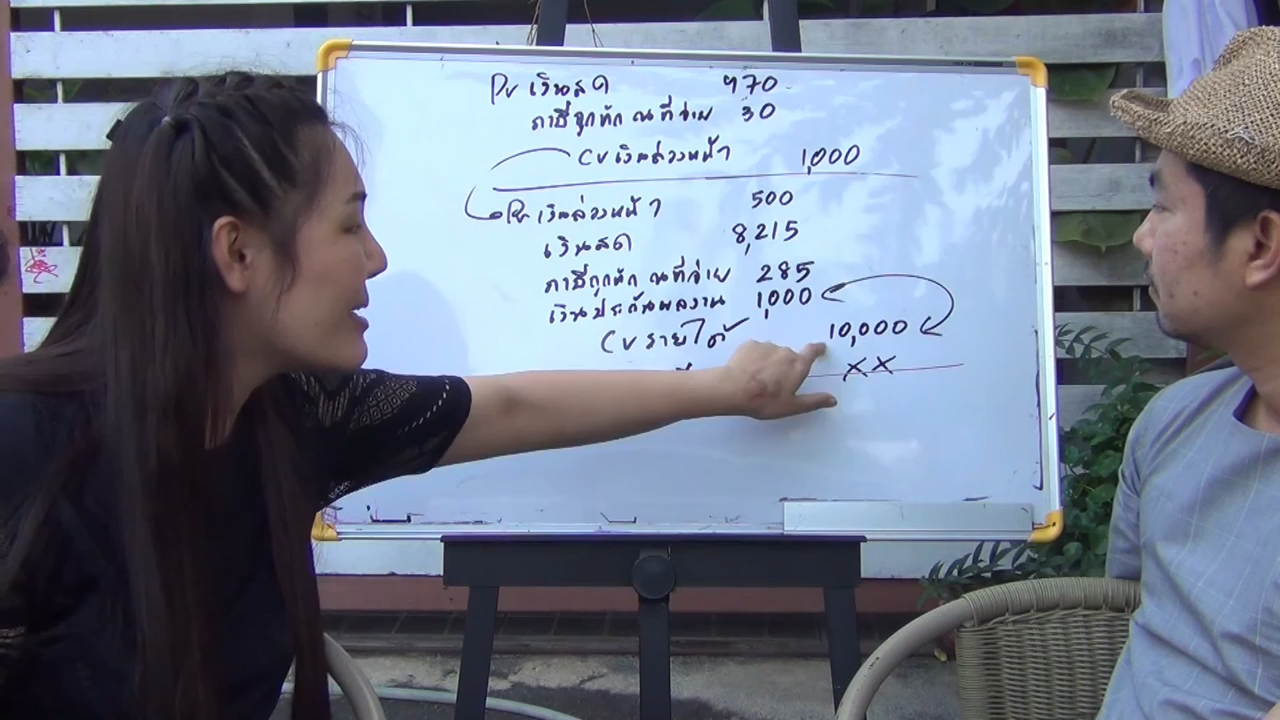 Dr เงินสด 970
ภาษีถูกหัก ณ ที่จ่าย 30
Cr เงินล่วงหน้า 1,000
Dr เงินล่วงหน้า 500
เงินสด 8,215
ภาษีถูกหัก ณ ที่จ่าย 285
เงินประกันผลงาน 1,000
Cr รายได้ 10,000
XX